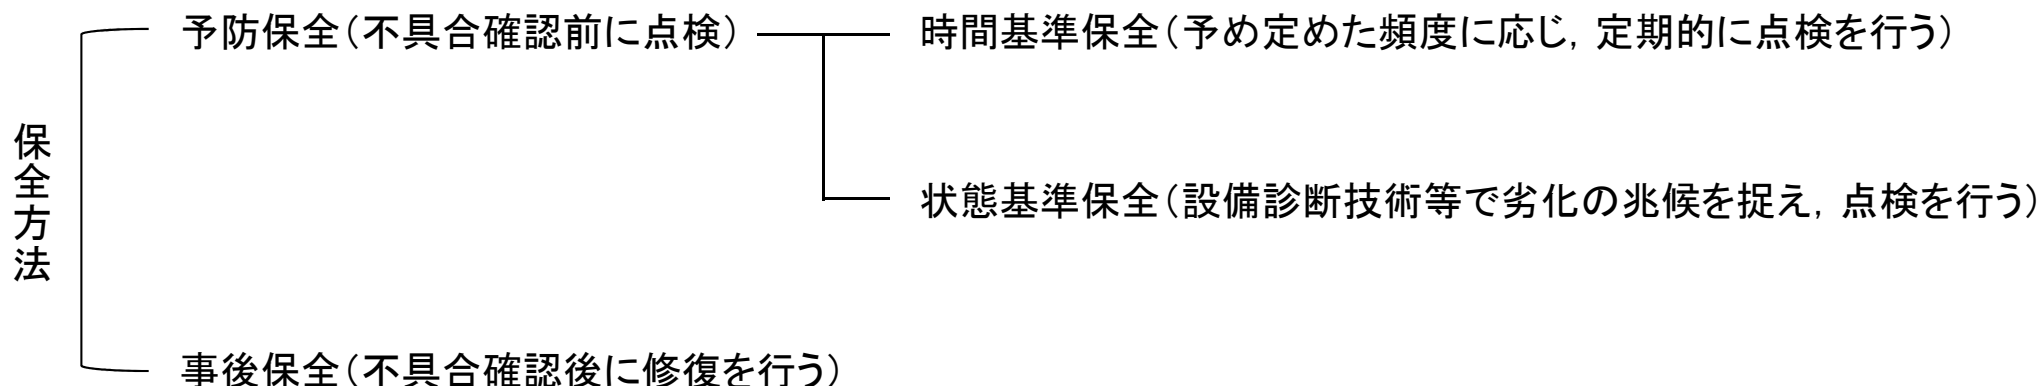 保全方法
予防保全(不具合確認前に点検)
時間基準保全(予め定めた頻度に応じ,定期的に点検を行う)
状態基準保全(設備診断技術等で劣化の兆候を捉え,点検を行う)
事後保全(不具合確認後に修復を行う)